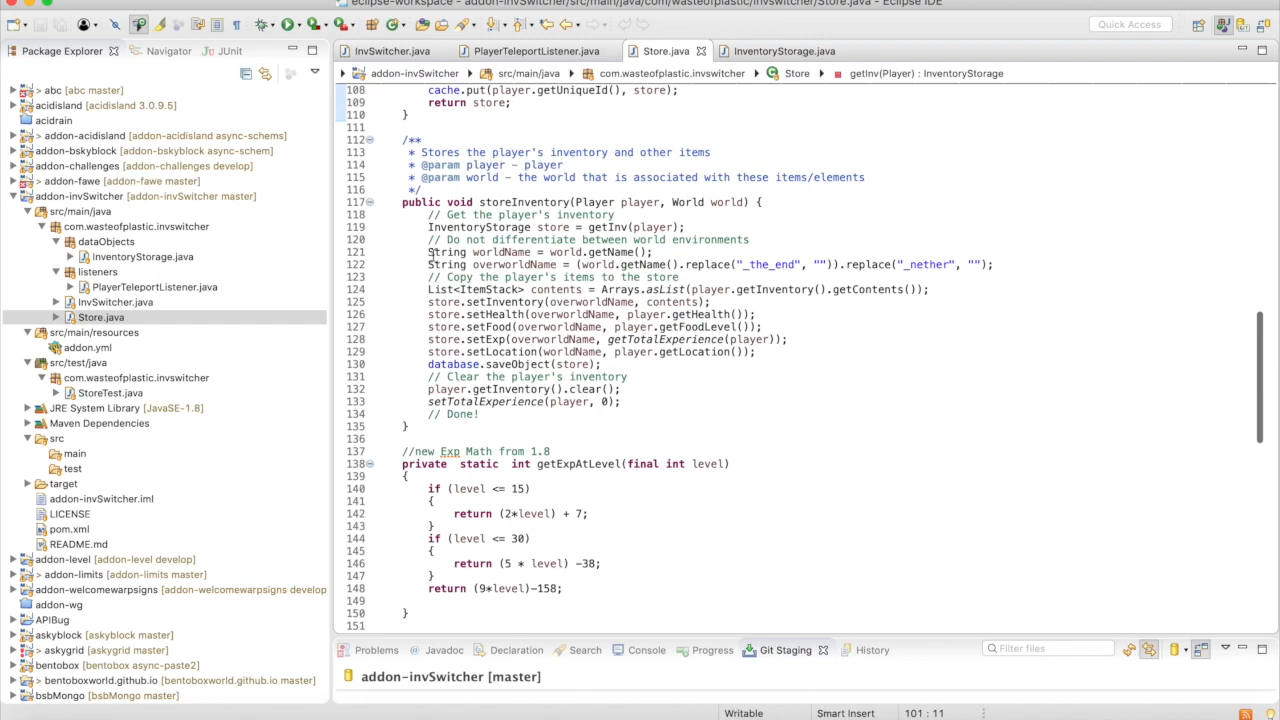 eclipse-workspace - addon-invSwitcher/src/main/java/com/wasteofplastic/invswitcher/Store.java - Eclipse IDE
Quick Access
Package Explorer
Navigator
JUnit
InvSwitcher.java
PlayerTeleportListener.java
Store.java
InventoryStorage.java
addon-invSwitcher
src/main/java
com.wasteofplastic.invswitcher
Store
getInv(Player) : InventoryStorage
> abc [abc master]
acidisland [acidisland 3.0.9.5]
acidrain
> addon-acidisland [addon-acidisland async-schems]
addon-bskyblock [addon-bskyblock async-schem]
addon-challenges [addon-challenges develop]
> addon-fawe [addon-fawe master]
addon-invSwitcher [addon-invSwitcher master]
src/main/java
com.wasteofplastic.invswitcher
dataObjects
InventoryStorage.java
listeners
PlayerTeleportListener.java
InvSwitcher.java
Store.java
src/main/resources
addon.yml
src/test/java
com.wasteofplastic.invswitcher
StoreTest.java
JRE System Library [JavaSE-1.8]
Maven Dependencies
src
main
test
target
addon-invSwitcher.iml
LICENSE
pom.xml
README.md
addon-level [addon-level develop]
> addon-limits [addon-limits master]
addon-welcomewarpsigns [addon-welcomewarpsigns develop
addon-wg
APIBug
askyblock [askyblock master]
> askygrid [askygrid master]
bentobox [bentobox async-paste2]
> bentoboxworld.github.io [bentoboxworld.github.io master]
bsbMongo [bsbMongo master]
108 cache.put(player.getUniqueId(), store);
109 return store;
110 }
111
112 /**
113 * Stores the player's inventory and other items
114 * @param player - player
115 * @param world - the world that is associated with these items/elements
116 */
117 public void storeInventory(Player player, World world) {
118 // Get the player's inventory
119 InventoryStorage store = getInv(player);
120 // Do not differentiate between world environments
121 String worldName = world.getName();
122 String overworldName = (world.getName().replace("_the_end", "")).replace("_nether", "");
123 // Copy the player's items to the store
124 List<ItemStack> contents = Arrays.asList(player.getInventory().getContents());
125 store.setInventory(overworldName, contents);
126 store.setHealth(overworldName, player.getHealth());
127 store.setFood(overworldName, player.getFoodLevel());
128 store.setExp(overworldName, getTotalExperience(player));
129 store.setLocation(worldName, player.getLocation());
130 database.saveObject(store);
131 // Clear the player's inventory
132 player.getInventory().clear();
133 setTotalExperience(player, 0);
134 // Done!
135 }
136
137 //new Exp Math from 1.8
138 private static int getExpAtLevel(final int level)
139 {
140 if (level <= 15)
141 {
142 return (2*level) + 7;
143 }
144 if (level <= 30)
145 {
146 return (5 * level) -38;
147 }
148 return (9*level)-158;
149
150 }
151
Problems
Javadoc
Declaration
Search
Console
Progress
Git Staging
History
Filter files
addon-invSwitcher [master]
Writable
Smart Insert
101 : 11